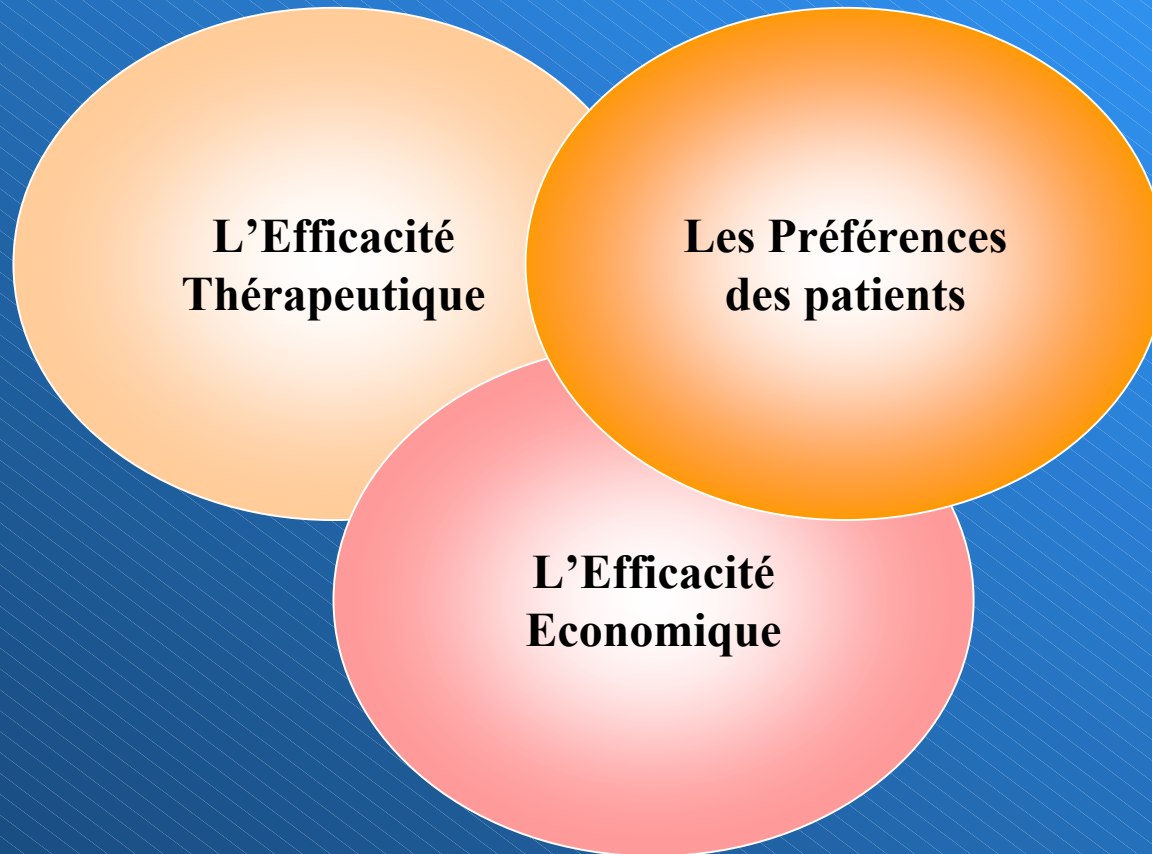 L’Efficacité
Thérapeutique
Les Préférences
des patients
L’Efficacité
Economique